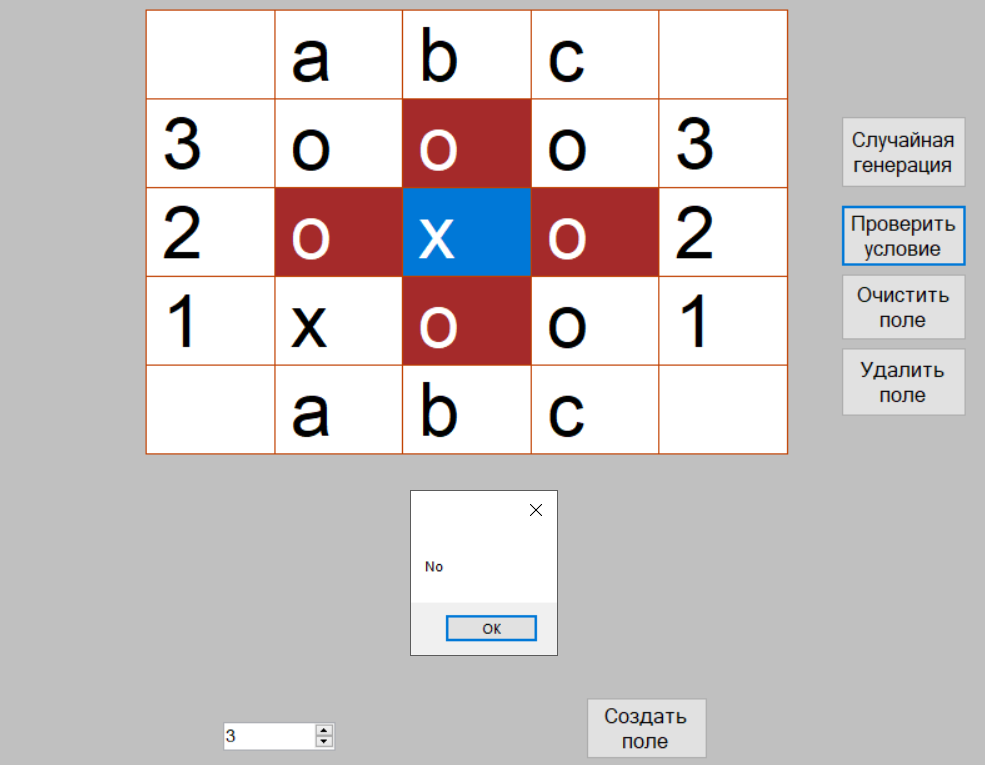 a b c
3 o o o 3
2 o x o 2
1 x o o 1
a b c
Случайная
генерация
Проверить
условие
Очистить
поле
Удалить
поле
No
OK
3
Создать
поле